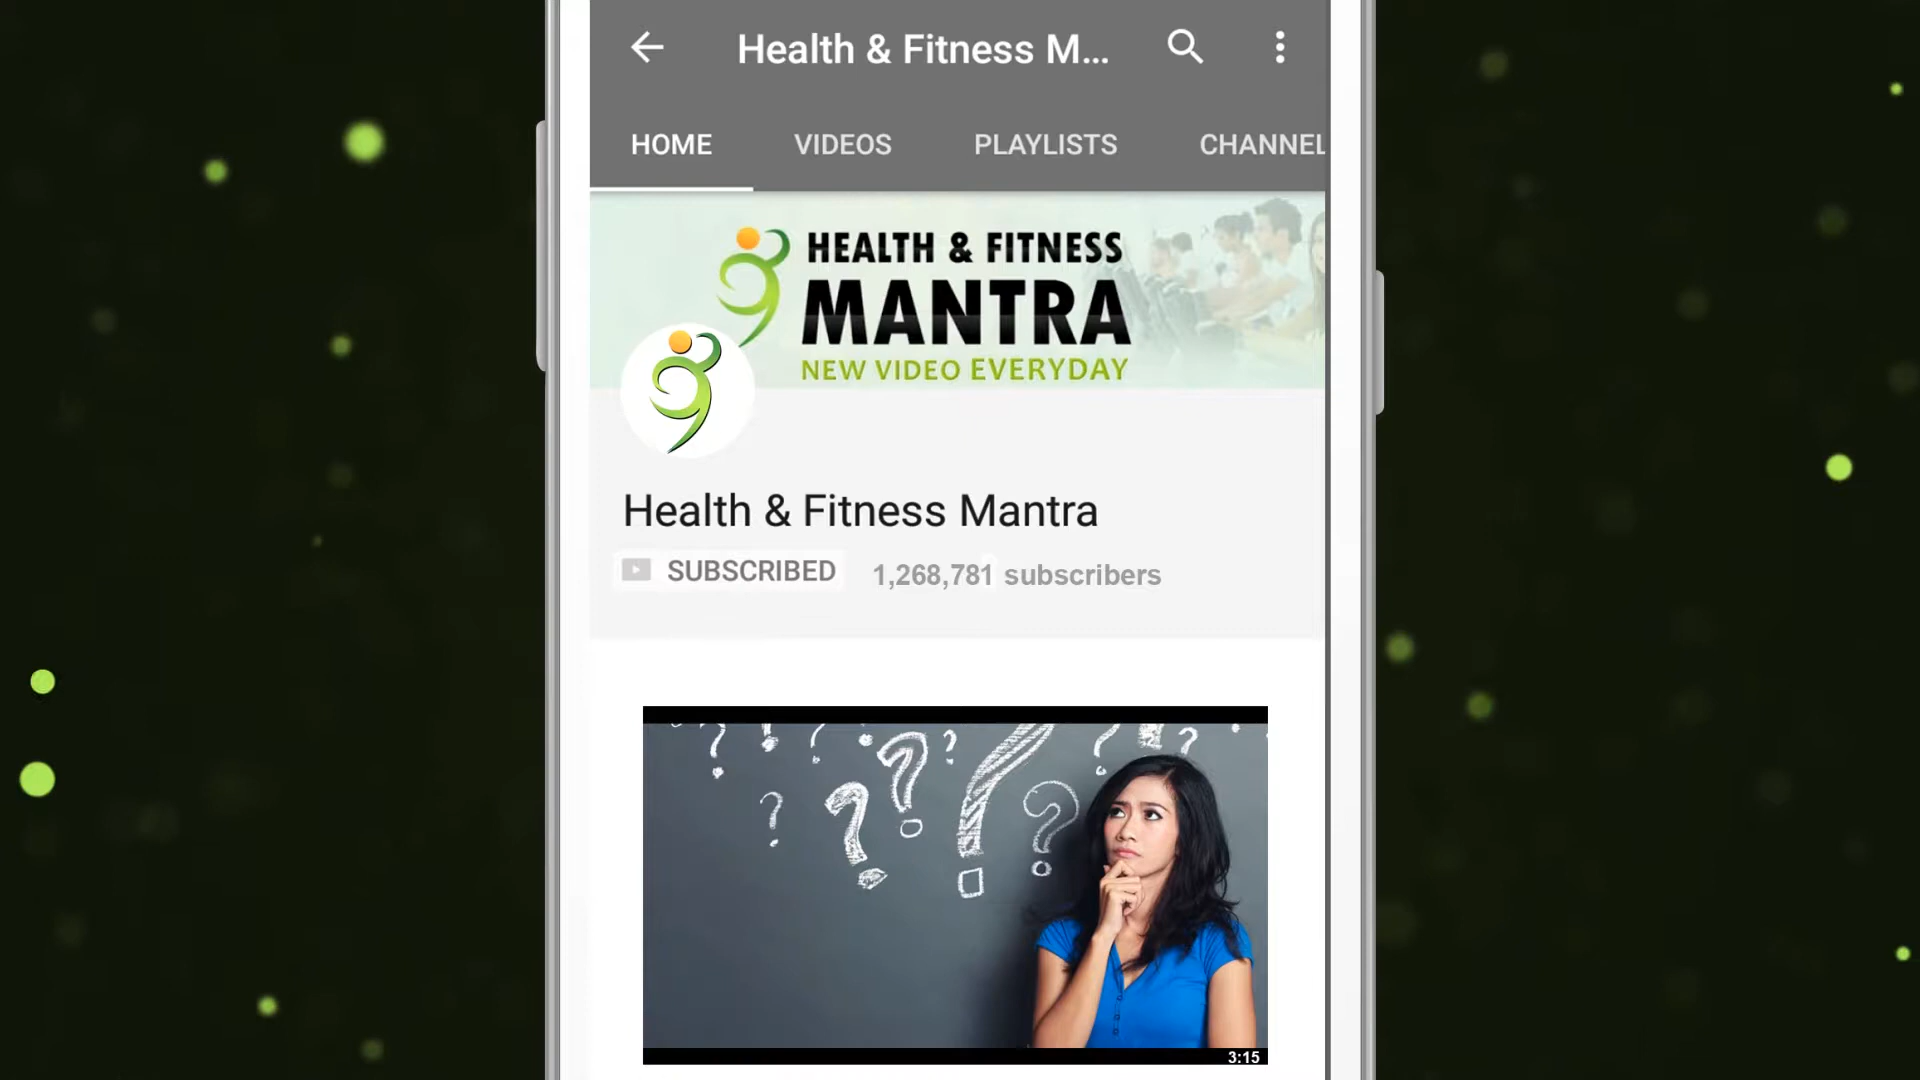 Health & Fitness M...
HOME VIDEOS PLAYLISTS CHANNEL
HEALTH & FITNESS
MANTRA
NEW VIDEO EVERYDAY
Health & Fitness Mantra
SUBSCRIBED 1,268,781 subscribers
? ? ? ? ? ? ? ? ? ?
3:15